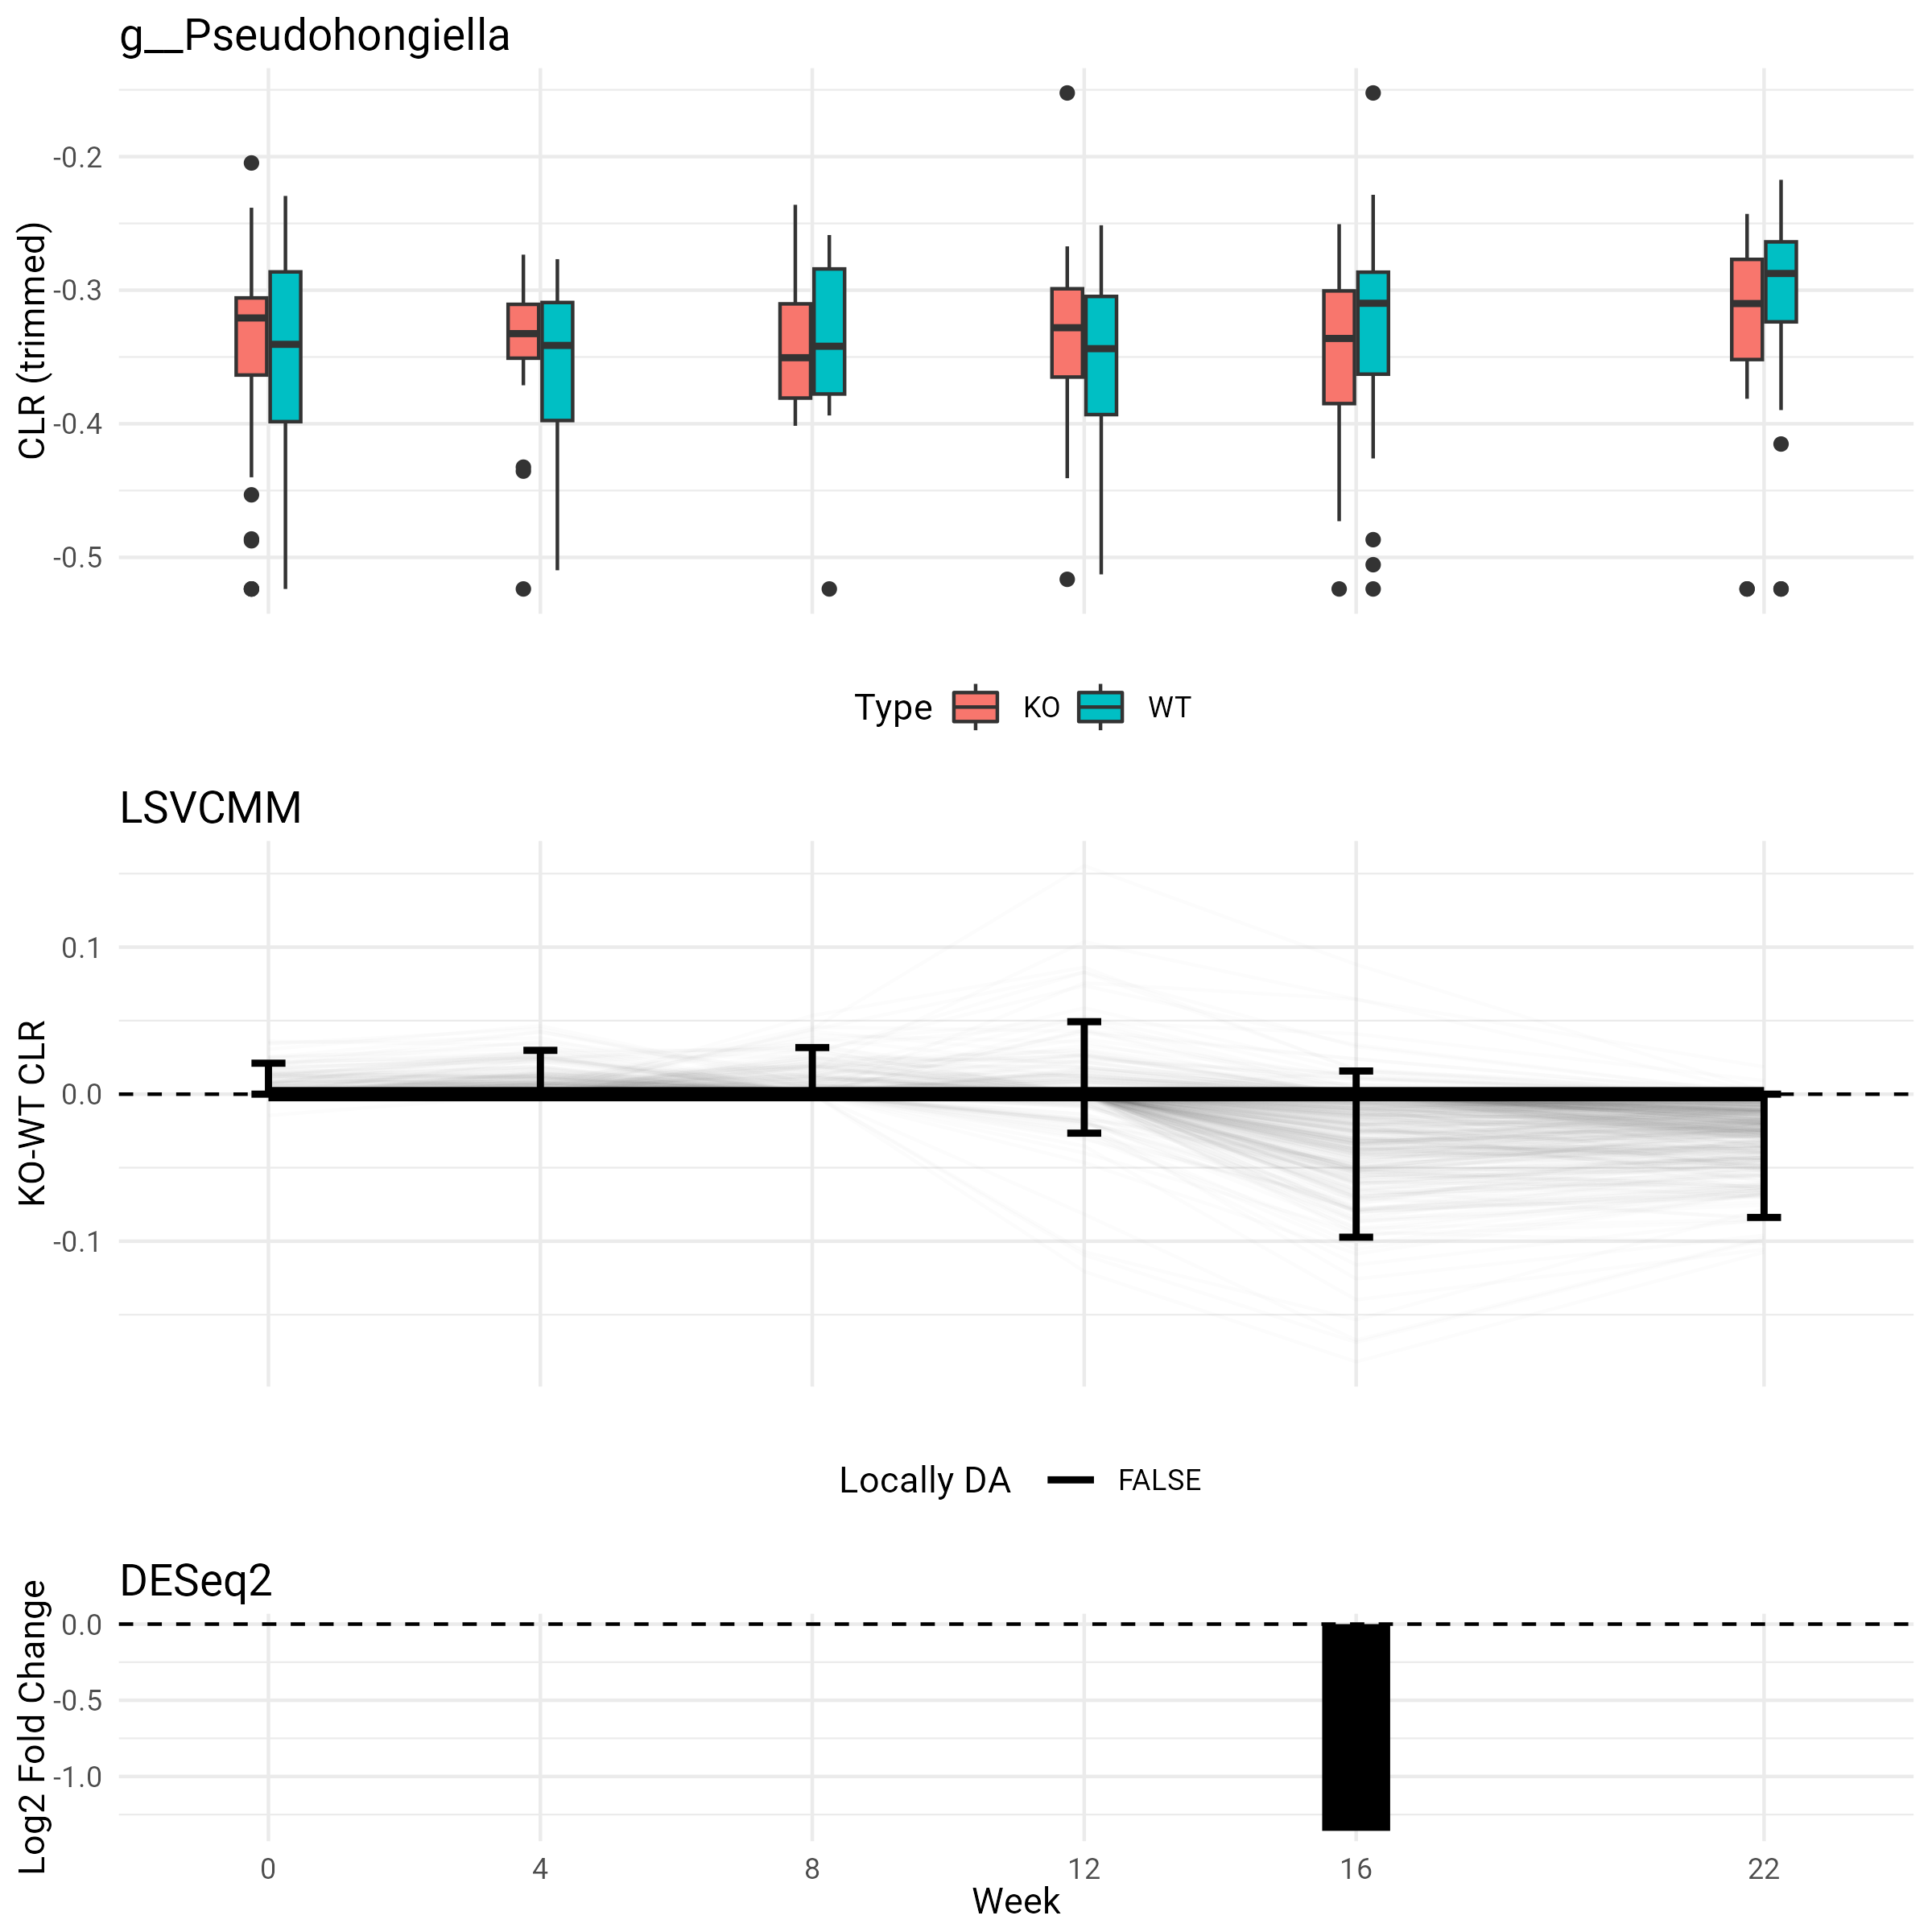 g__Pseudohongiella
CLR (trimmed)
-0.2
-0.3
-0.4
-0.5
Type KO WT
LSVCMM
KO-WT CLR
0.1
0.0
-0.1
Locally DA FALSE
DESeq2
Log2 Fold Change
0.0
-0.5
-1.0
0 4 8 12 16 22
Week